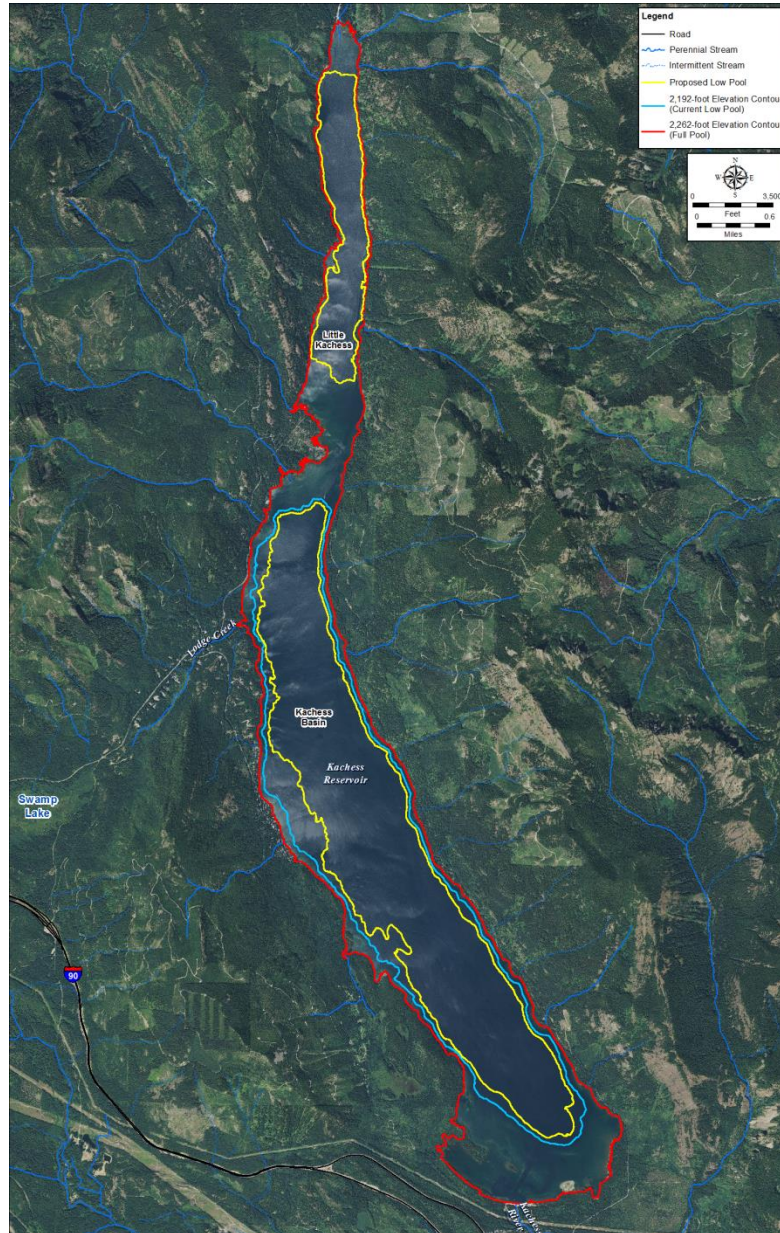 Legend
Road
Perennial Stream
Intermittent Stream
Proposed Low Pool
2,192-foot Elevation Contou
(Current Low Pool)
2,262-foot Elevation Contou
(Full Pool)
N
W E
S
0 3,500
Feet
0 0.6
Miles
Little
Kachess
Lodge Creek
Kachess
Basin
Kachess
Reservoir
Swamp
Lake
90
Kachess
River